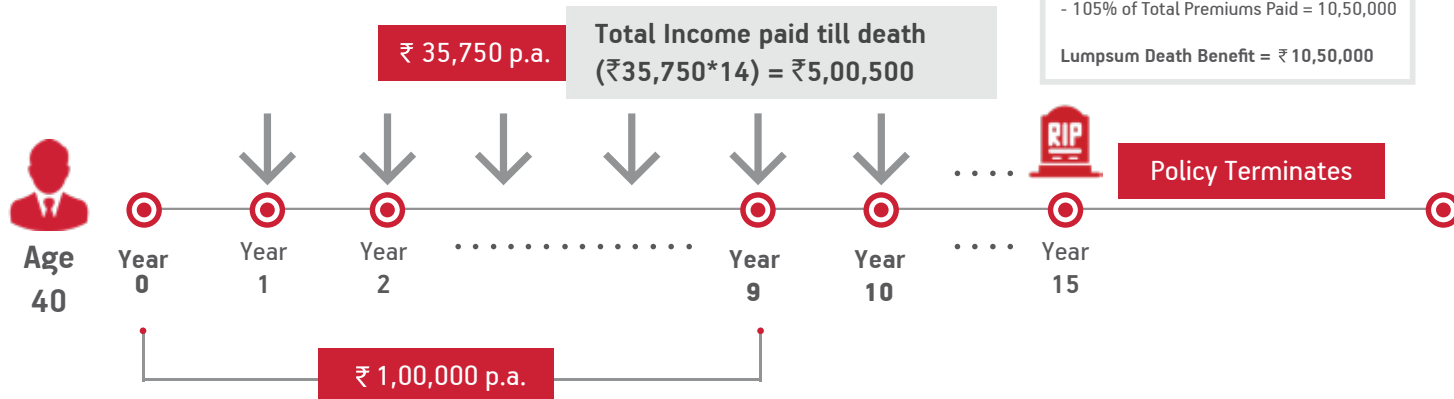 - 105% of Total Premiums Paid = 10,50,000
Lumpsum Death Benefit = ₹ 10,50,000
₹ 35,750 p.a.
Total Income paid till death
(₹35,750*14) = ₹5,00,500
RIP
Policy Terminates
Age
40
Year
0
Year
1
Year
2
Year
9
Year
10
Year
15
₹ 1,00,000 p.a.